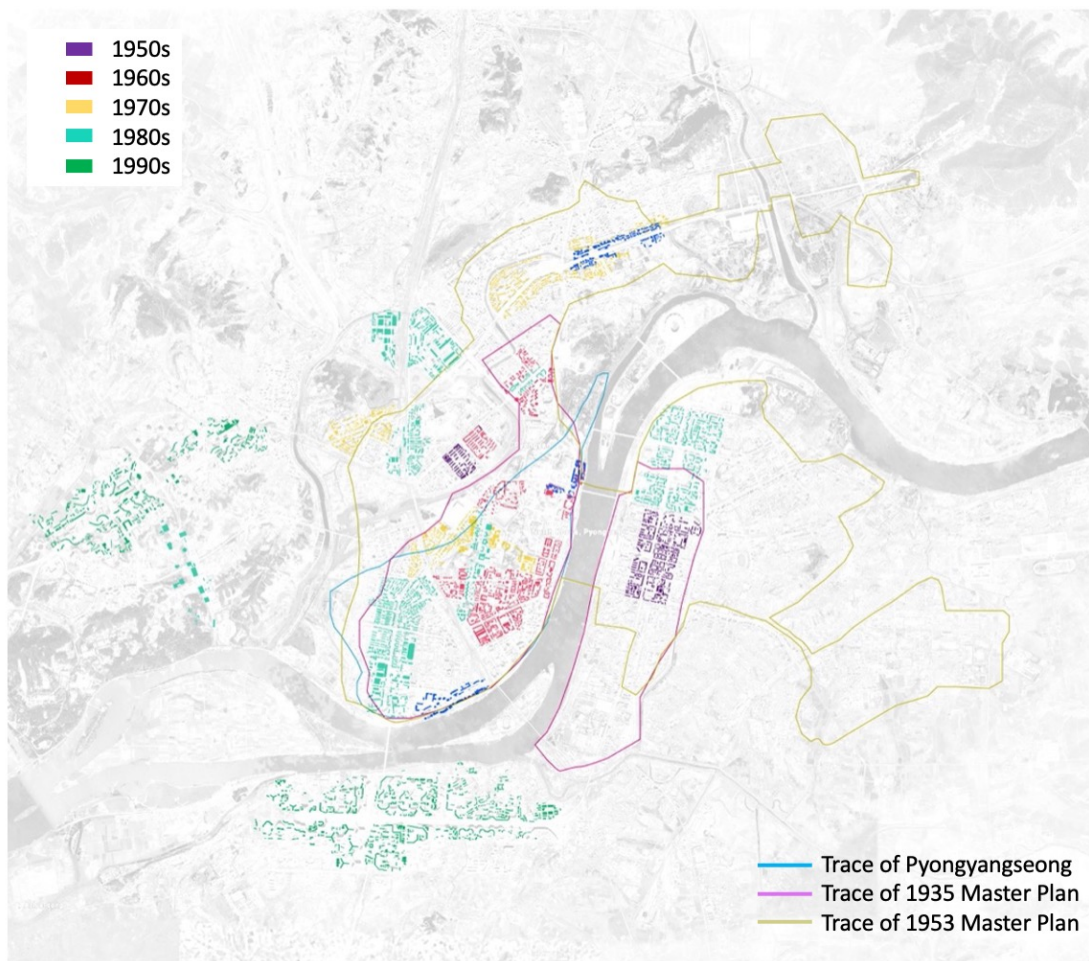 1950s
1960s
1970s
1980s
1990s
Trace of Pyongyangseong
Trace of 1935 Master Plan
Trace of 1953 Master Plan